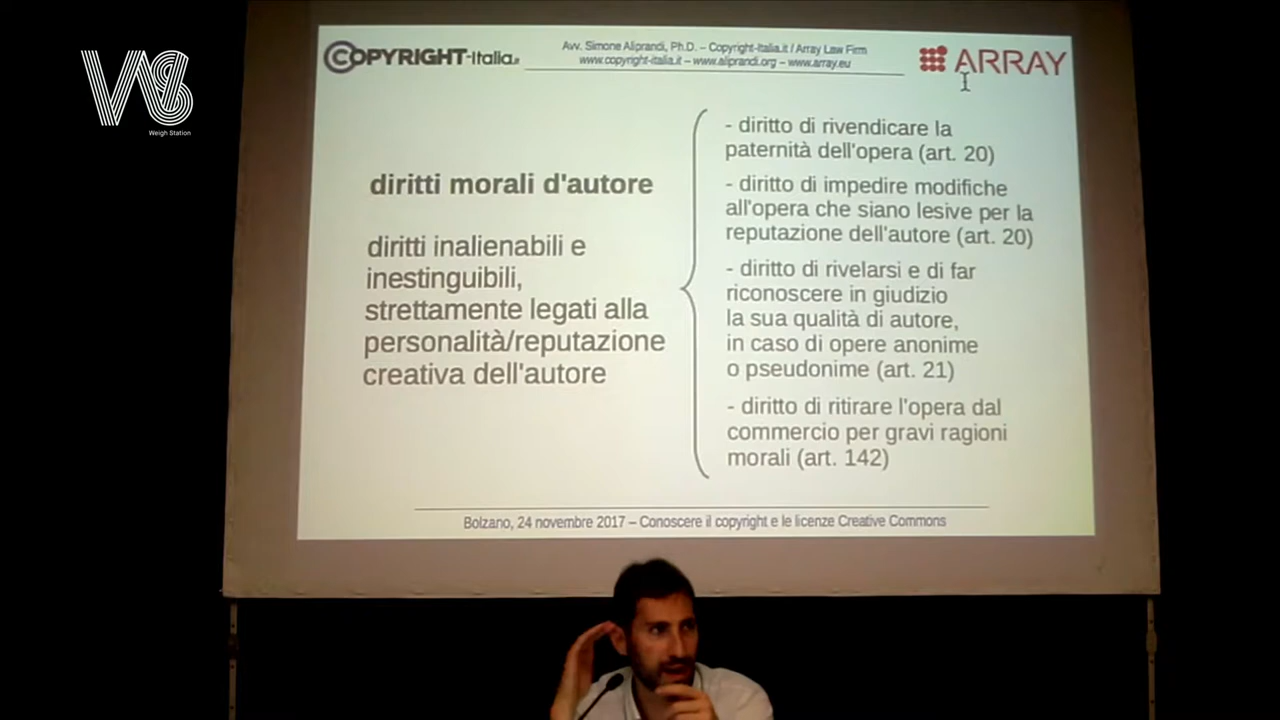 WS
Weigh Station
COPYRIGHT-Italia.it
Avv. Simone Aliprandi, Ph.D. – Copyright-Italia.it / Array Law Firm
www.copyright-italia.it – www.aliprandi.org – www.array.eu
ARRAY
diritti morali d'autore
diritti inalienabili e
inestinguibili,
strettamente legati alla
personalità/reputazione
creativa dell'autore
- diritto di rivendicare la
paternità dell'opera (art. 20)
- diritto di impedire modifiche
all'opera che siano lesive per la
reputazione dell'autore (art. 20)
- diritto di rivelarsi e di far
riconoscere in giudizio
la sua qualità di autore,
in caso di opere anonime
o pseudonime (art. 21)
- diritto di ritirare l'opera dal
commercio per gravi ragioni
morali (art. 142)
Bolzano, 24 novembre 2017 – Conoscere il copyright e le licenze Creative Commons